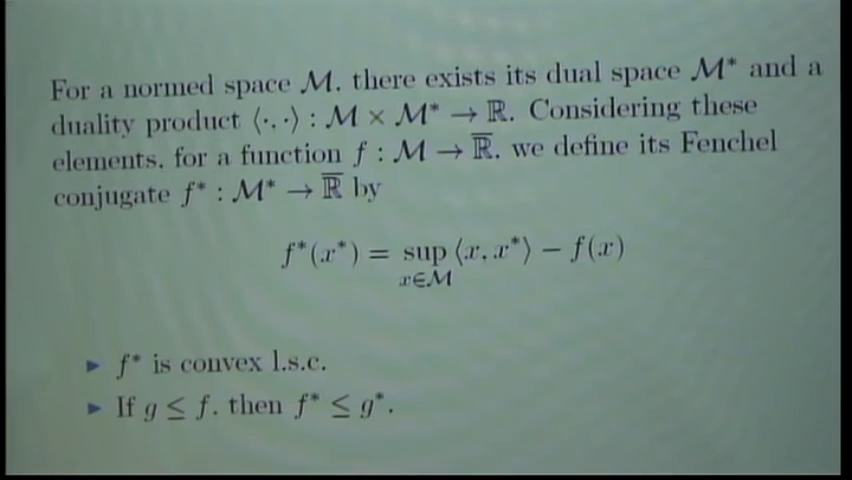 For a normed space ℳ, there exists its dual space ℳ* and a
duality product ⟨·, ·⟩ : ℳ × ℳ* → ℝ. Considering these
elements, for a function f : ℳ → ℝ̅, we define its Fenchel
conjugate f* : ℳ* → ℝ̅ by
f*(x*) = sup ⟨x, x*⟩ − f(x)
x∈ℳ
► f* is convex l.s.c.
► If g ≤ f, then f* ≤ g*.